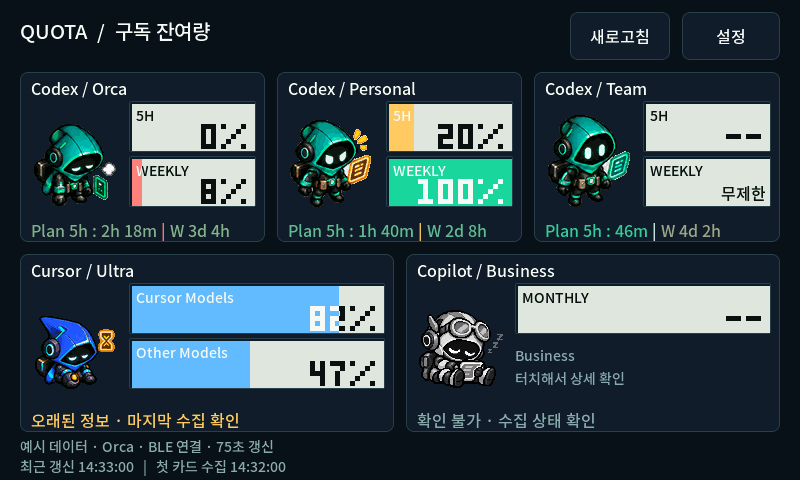 QUOTA / 구독 잔여량
새로고침
설정
Codex / Orca
5H
0%
WEEKLY
8%
Plan 5h : 2h 18m | W 3d 4h
Codex / Personal
5H
20%
WEEKLY
100%
Plan 5h : 1h 40m | W 2d 8h
Codex / Team
5H
--
WEEKLY
무제한
Plan 5h : 46m | W 4d 2h
Cursor / Ultra
Cursor Models
82%
Other Models
47%
오래된 정보 · 마지막 수집 확인
Copilot / Business
MONTHLY
--
zzz
Business
터치해서 상세 확인
확인 불가 · 수집 상태 확인
예시 데이터 · Orca · BLE 연결 · 75초 갱신
최근 갱신 14:33:00 | 첫 카드 수집 14:32:00